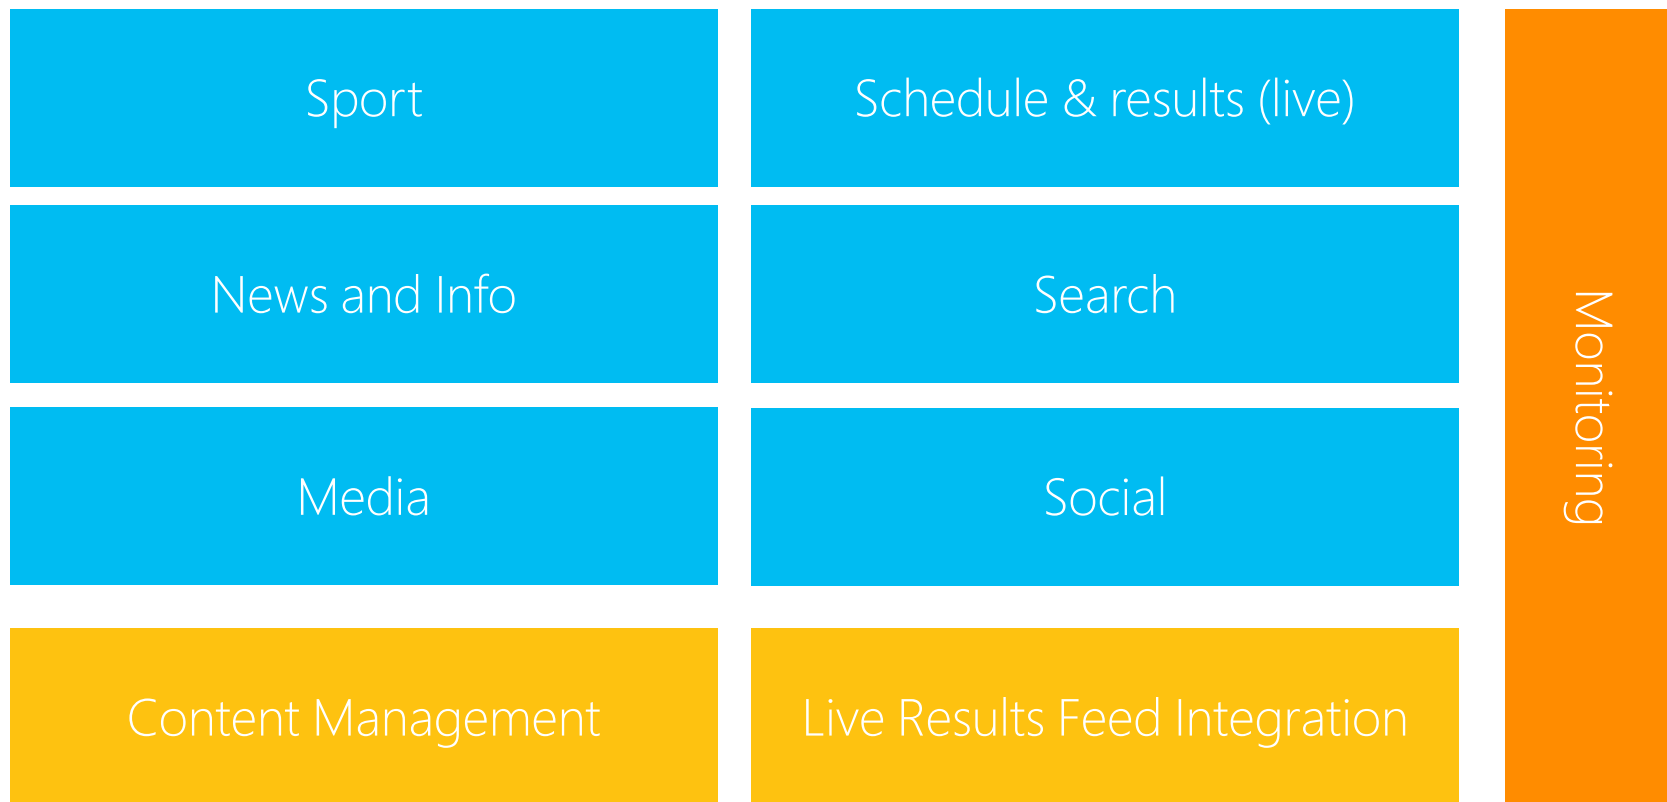 Sport
Schedule & results (live)
News and Info
Search
Media
Social
Content Management
Live Results Feed Integration
Monitoring